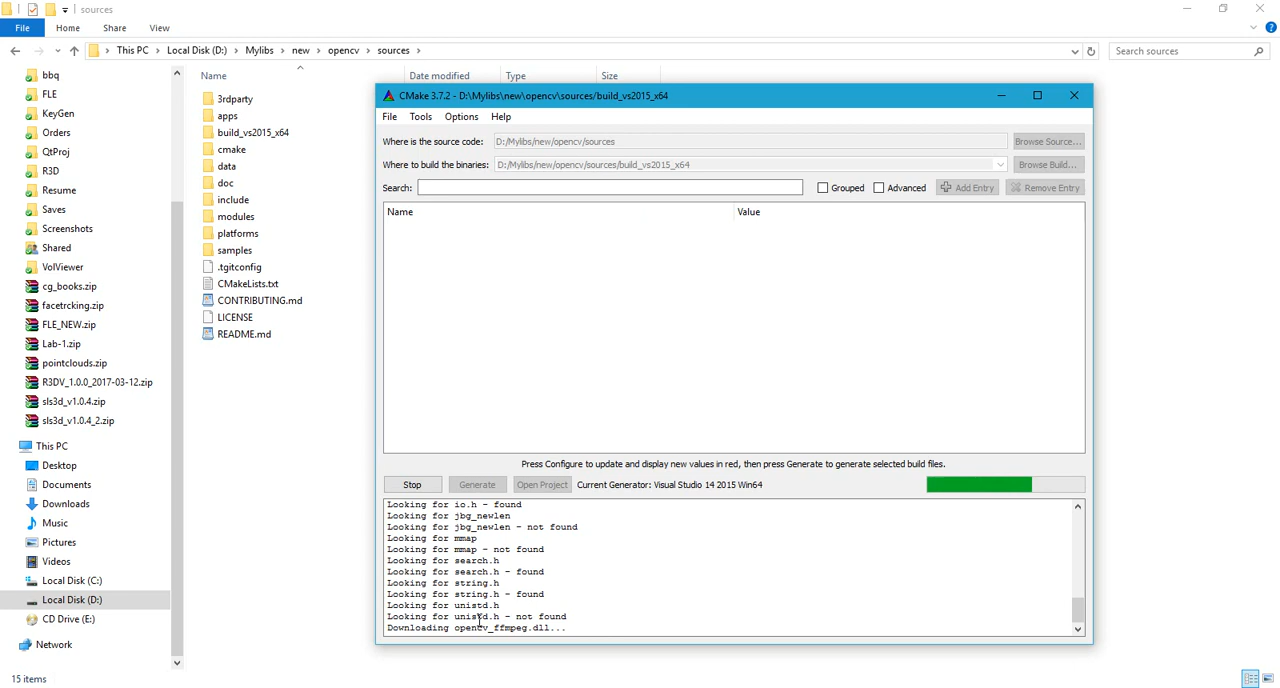 sources
File Home Share View
This PC Local Disk (D:) Mylibs new opencv sources
Search sources
bbq
FLE
KeyGen
Orders
QtProj
R3D
Resume
Saves
Screenshots
Shared
VolViewer
cg_books.zip
facetrcking.zip
FLE_NEW.zip
Lab-1.zip
pointclouds.zip
R3DV_1.0.0_2017-03-12.zip
sls3d_v1.0.4.zip
sls3d_v1.0.4_2.zip
This PC
Desktop
Documents
Downloads
Music
Pictures
Videos
Local Disk (C:)
Local Disk (D:)
CD Drive (E:)
Network
15 items
Name Date modified Type Size
3rdparty
apps
build_vs2015_x64
cmake
data
doc
include
modules
platforms
samples
.tgitconfig
CMakeLists.txt
CONTRIBUTING.md
LICENSE
README.md
CMake 3.7.2 - D:\Mylibs\new\opencv\sources/build_vs2015_x64
File Tools Options Help
Where is the source code: D:/Mylibs/new/opencv/sources Browse Source...
Where to build the binaries: D:/Mylibs/new/opencv/sources/build_vs2015_x64 Browse Build...
Search: Grouped Advanced Add Entry Remove Entry
Name Value
Press Configure to update and display new values in red, then press Generate to generate selected build files.
Stop Generate Open Project Current Generator: Visual Studio 14 2015 Win64
Looking for io.h - found
Looking for jbg_newlen
Looking for jbg_newlen - not found
Looking for mmap
Looking for mmap - not found
Looking for search.h
Looking for search.h - found
Looking for string.h
Looking for string.h - found
Looking for unistd.h
Looking for unistd.h - not found
Downloading opencv_ffmpeg.dll...